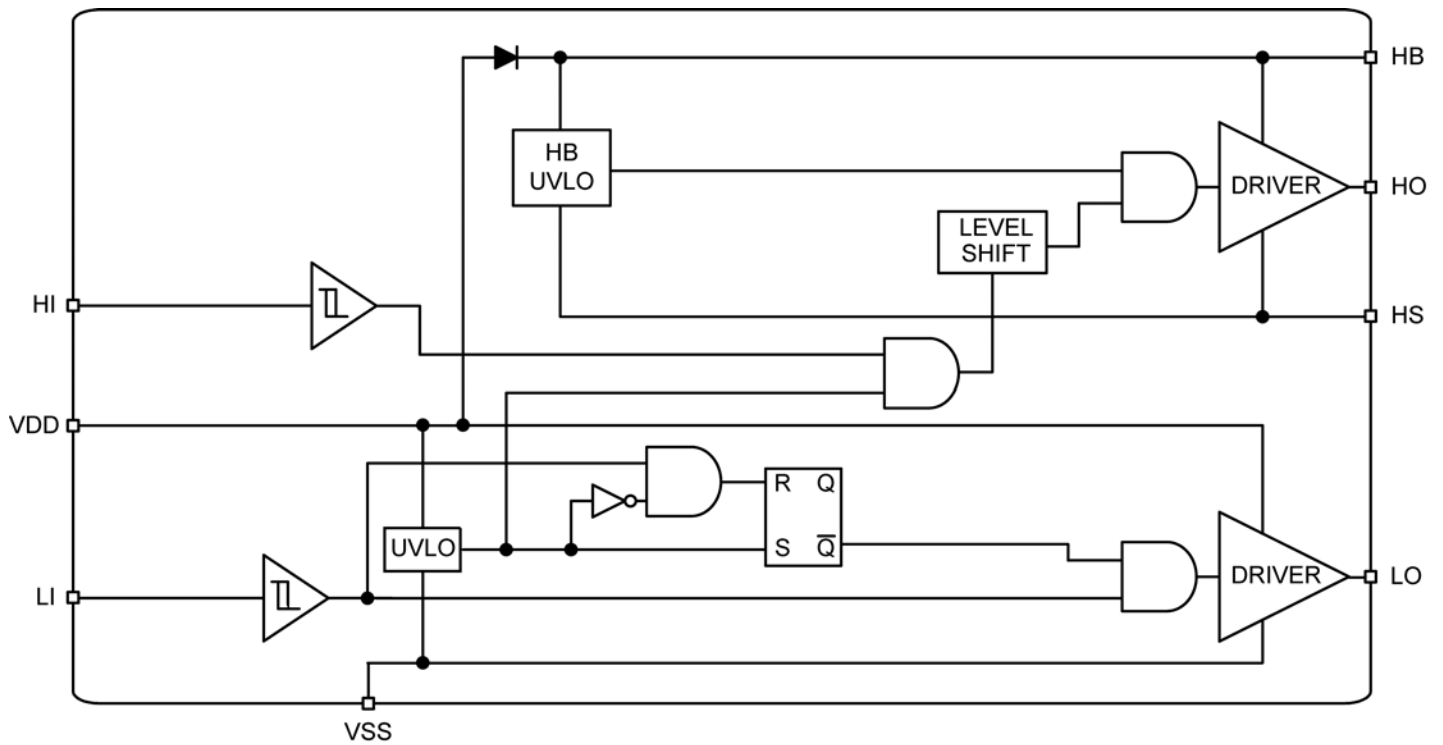 HB
HB
UVLO
DRIVER
HO
LEVEL
SHIFT
HI
HS
VDD
R Q
UVLO
S Q̅
DRIVER
LO
LI
VSS